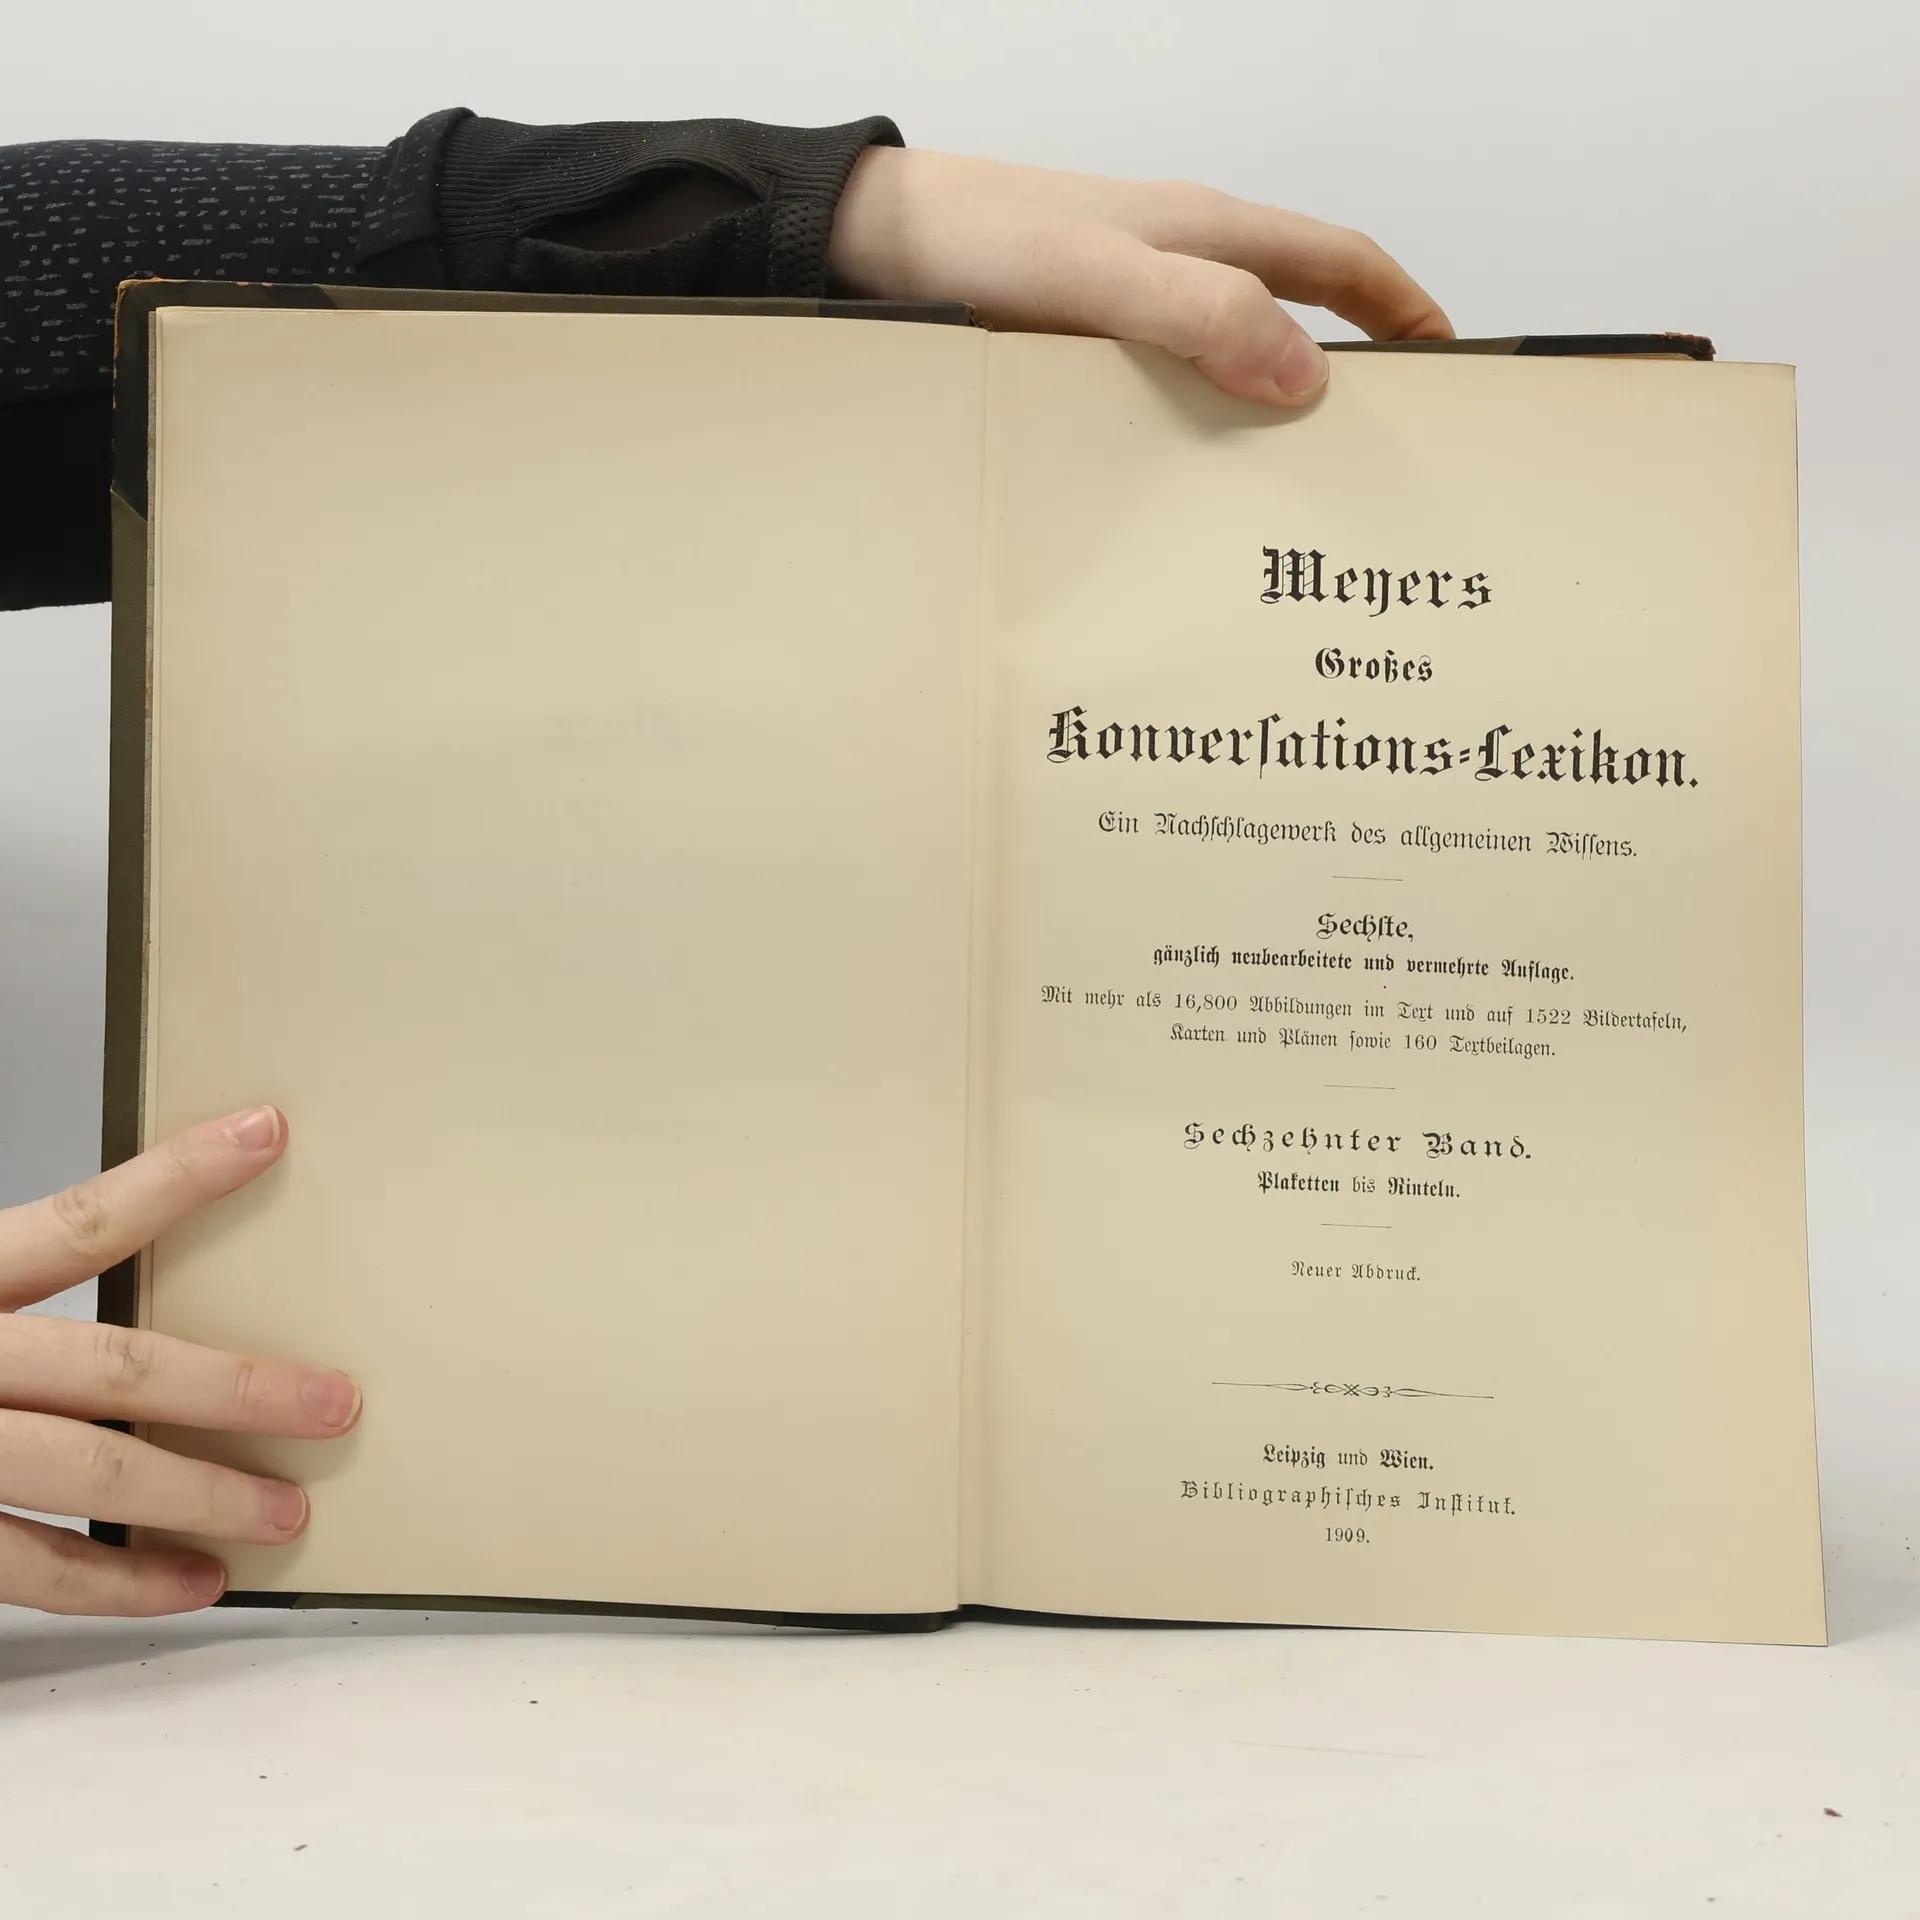 Meyers
Großes
Konversations-Lexikon.
Ein Nachschlagewerk des allgemeinen Wissens.
Sechste,
gänzlich neubearbeitete und vermehrte Auflage.
Mit mehr als 16,800 Abbildungen im Text und auf 1522 Bildertafeln,
Karten und Plänen sowie 160 Textbeilagen.
Sechzehnter Band.
Plaketten bis Rinteln.
Neuer Abdruck.
Leipzig und Wien.
Bibliographisches Institut.
1909.